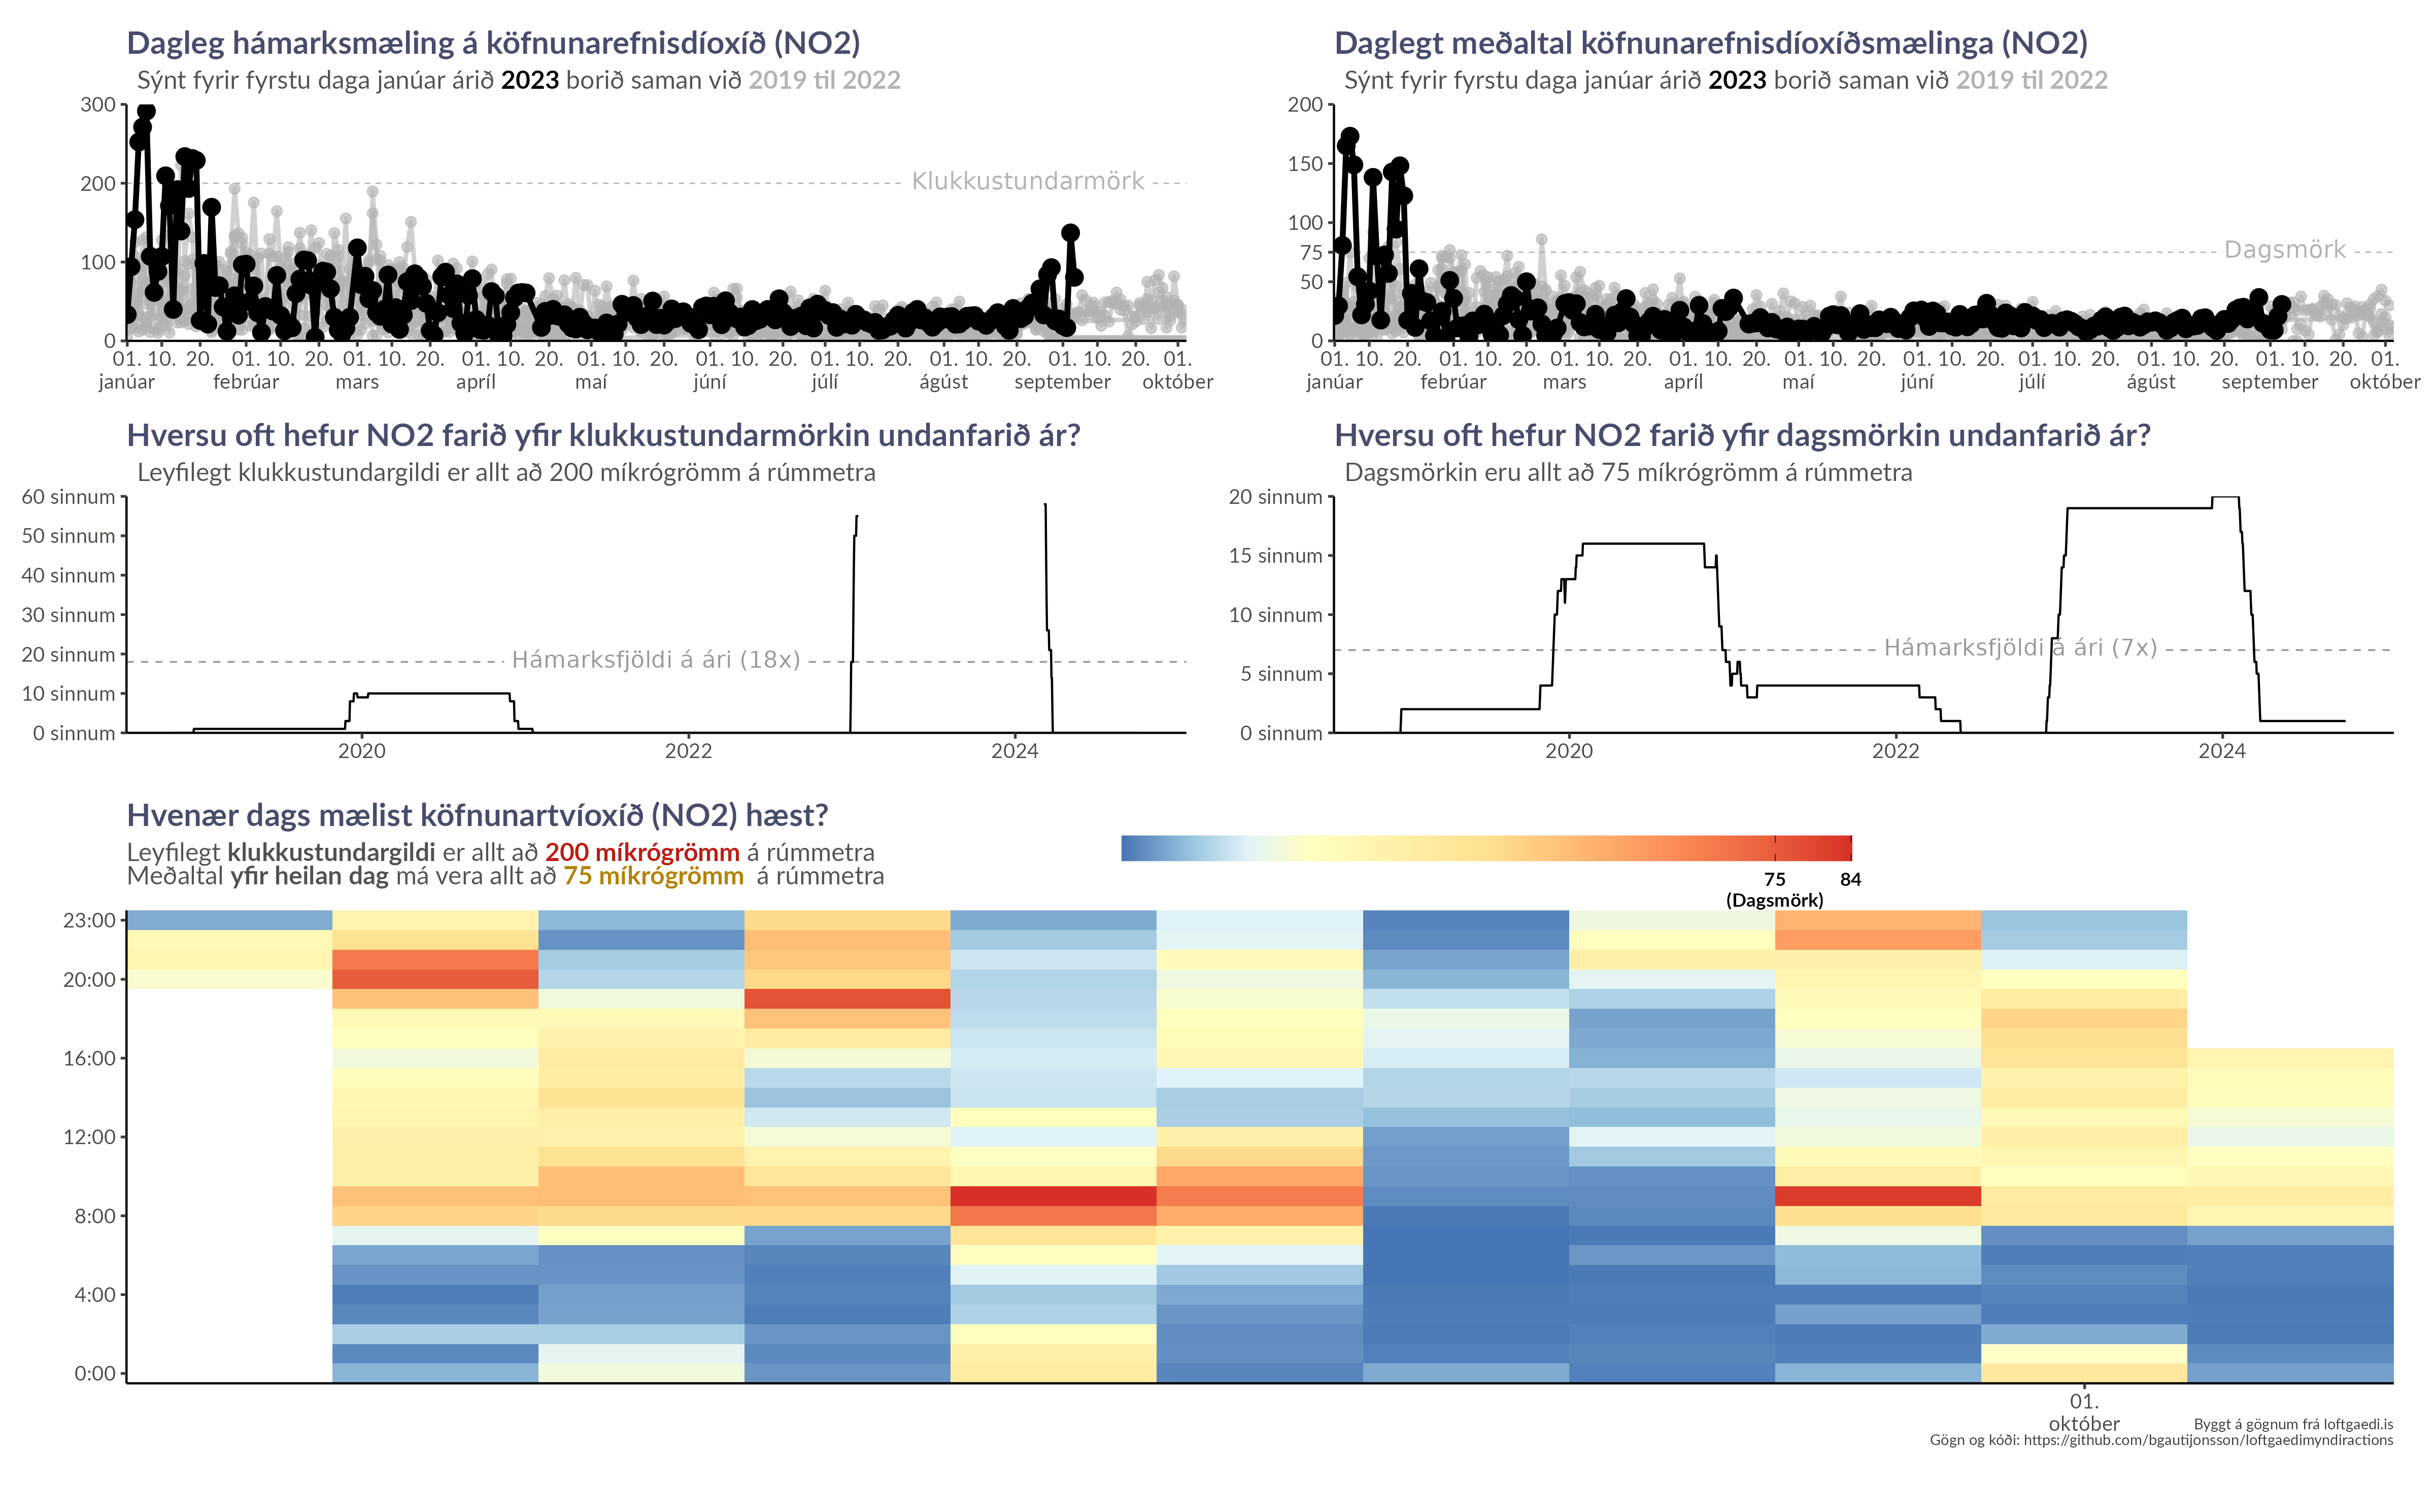 Dagleg hámarksmæling á köfnunarefnisdíoxíð (NO2)
Sýnt fyrir fyrstu daga janúar árið 2023 borið saman við 2019 til 2022
300
200
100
0
Klukkustundarmörk
01. 10. 20. 01. 10. 20. 01. 10. 20. 01. 10. 20. 01. 10. 20. 01. 10. 20. 01. 10. 20. 01. 10. 20. 01. 10. 20. 01.
janúar febrúar mars apríl maí júní júlí ágúst september október
Daglegt meðaltal köfnunarefnisdíoxíðsmælinga (NO2)
Sýnt fyrir fyrstu daga janúar árið 2023 borið saman við 2019 til 2022
200
150
100
75
50
0
Dagsmörk
01. 10. 20. 01. 10. 20. 01. 10. 20. 01. 10. 20. 01. 10. 20. 01. 10. 20. 01. 10. 20. 01. 10. 20. 01. 10. 20. 01.
janúar febrúar mars apríl maí júní júlí ágúst september október
Hversu oft hefur NO2 farið yfir klukkustundarmörkin undanfarið ár?
Leyfilegt klukkustundargildi er allt að 200 míkrógrömm á rúmmetra
60 sinnum
50 sinnum
40 sinnum
30 sinnum
20 sinnum
10 sinnum
0 sinnum
Hámarksfjöldi á ári (18x)
2020 2022 2024
Hversu oft hefur NO2 farið yfir dagsmörkin undanfarið ár?
Dagsmörkin eru allt að 75 míkrógrömm á rúmmetra
20 sinnum
15 sinnum
10 sinnum
5 sinnum
0 sinnum
Hámarksfjöldi á ári (7x)
2020 2022 2024
Hvenær dags mælist köfnunartvíoxíð (NO2) hæst?
Leyfilegt klukkustundargildi er allt að 200 míkrógrömm á rúmmetra
Meðaltal yfir heilan dag má vera allt að 75 míkrógrömm á rúmmetra
75 84
(Dagsmörk)
23:00
20:00
16:00
12:00
8:00
4:00
0:00
01.
október
Byggt á gögnum frá loftgaedi.is
Gögn og kóði: https://github.com/bgautijonsson/loftgaedimyndiractions